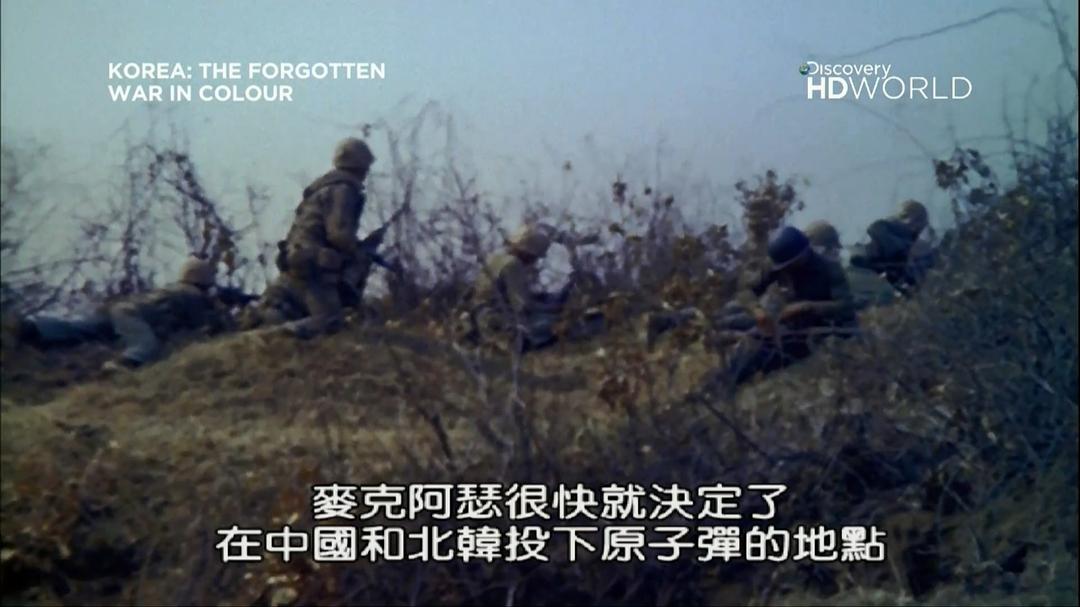 KOREA: THE FORGOTTEN
WAR IN COLOUR
Discovery
HDWORLD
麥克阿瑟很快就決定了
在中國和北韓投下原子彈的地點